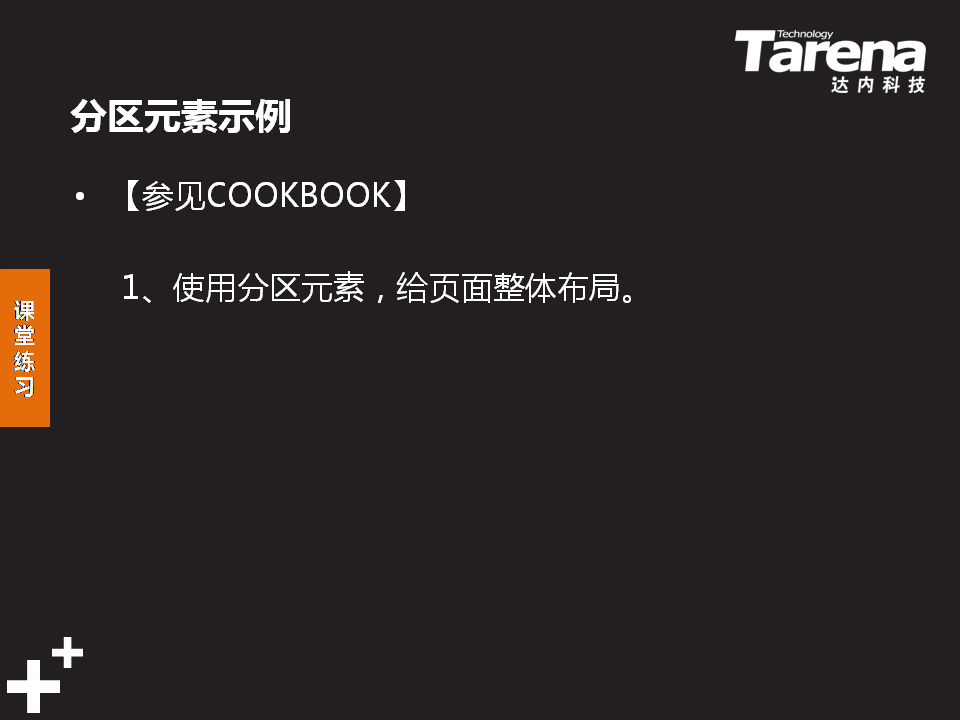 Technology
Tarena
达内科技
分区元素示例
• 【参见COOKBOOK】
1、使用分区元素，给页面整体布局。
课堂练习